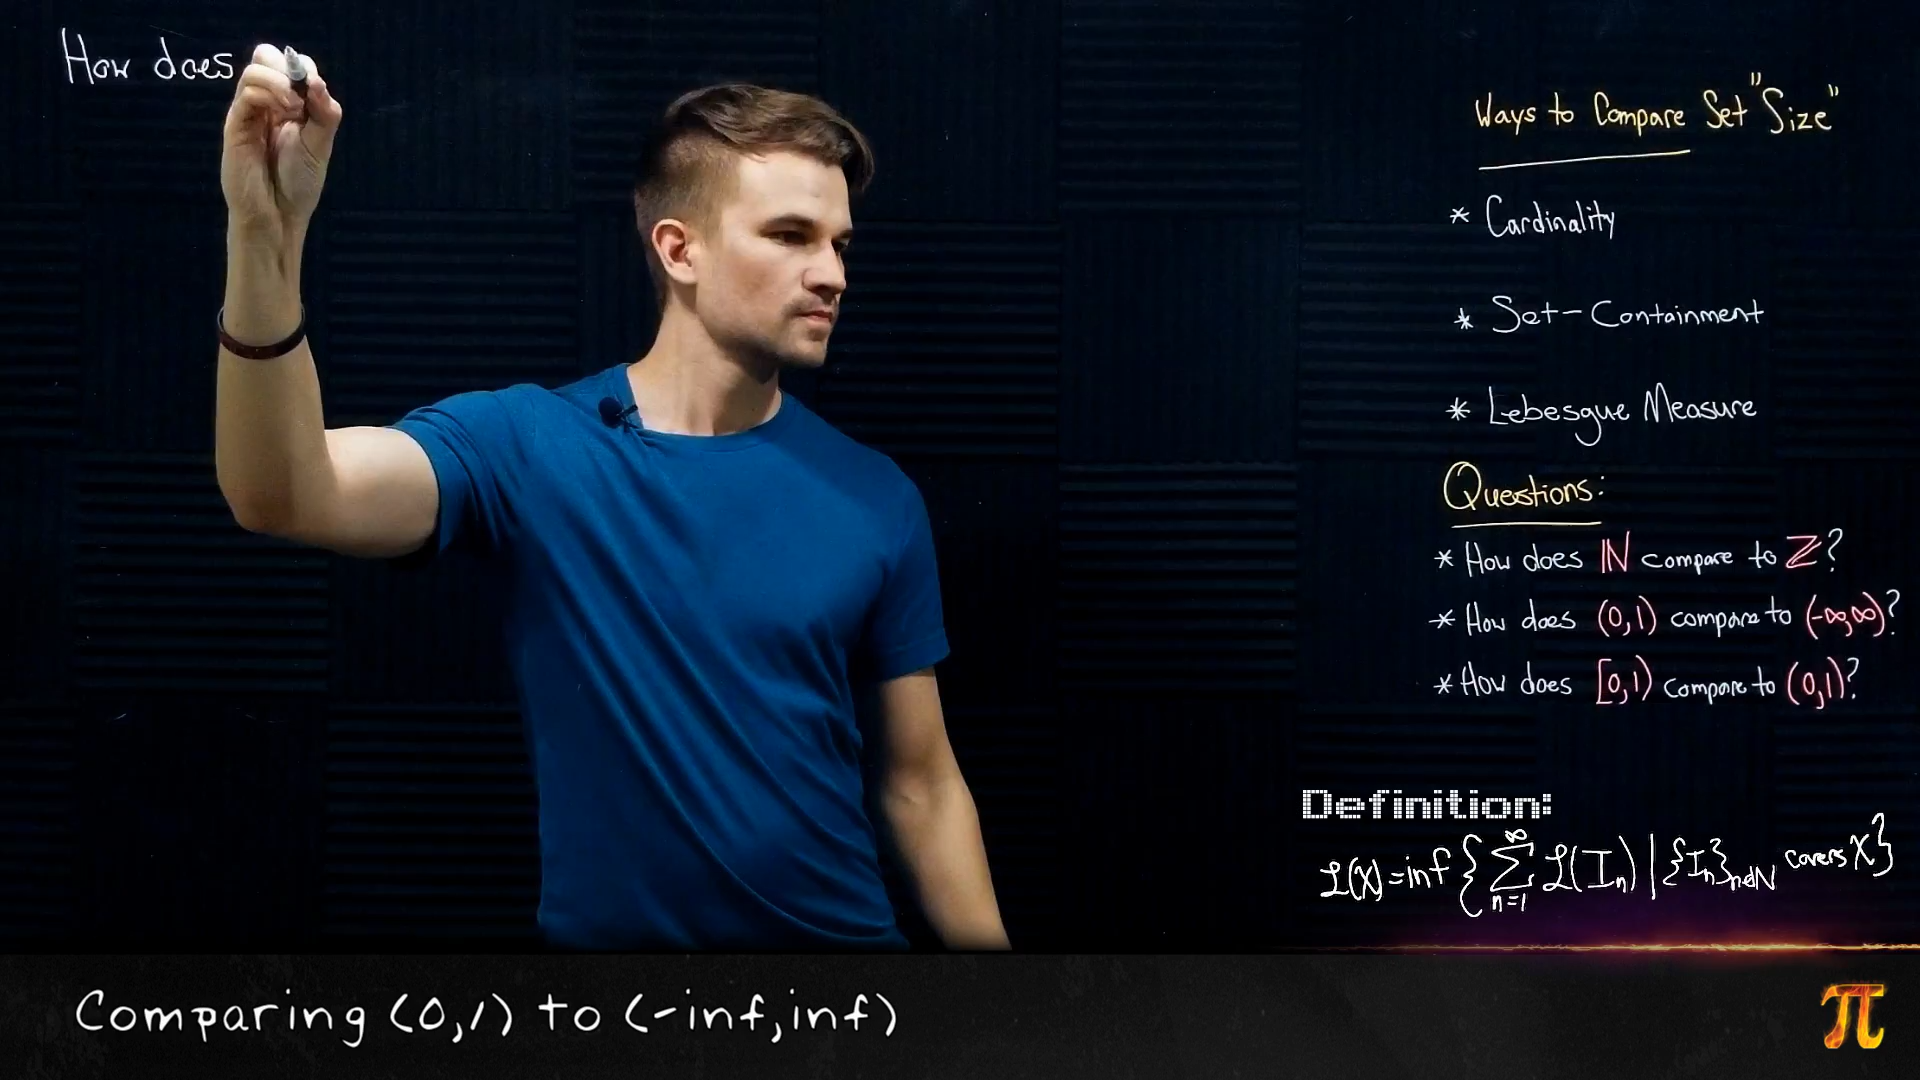 How does
Ways to Compare Set "Size"
* Cardinality
* Set-Containment
* Lebesgue Measure
Questions:
* How does ℕ compare to ℤ?
* How does (0,1) compare to (-∞,∞)?
* How does [0,1) compare to (0,1)?
Definition:
ℒ(X)=inf{∑_{n=1}^{∞} ℒ(I_n) | {I_n}_{n∈ℕ} covers X}
Comparing (0,1) to (-inf,inf)
π